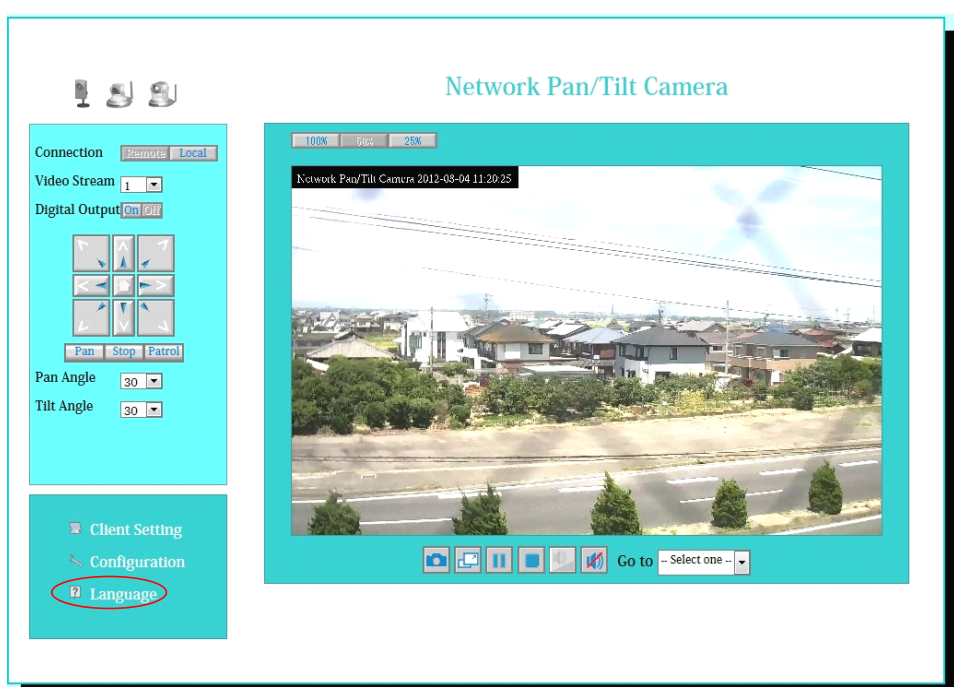 Network Pan/Tilt Camera
Connection Remote Local
Video Stream 1
Digital Output On Off
Pan Stop Patrol
Pan Angle 30
Tilt Angle 30
Client Setting
Configuration
Language
100% 50% 25%
Network Pan/Tilt Camera 2012-08-04 11:20:25
Go to -- Select one --